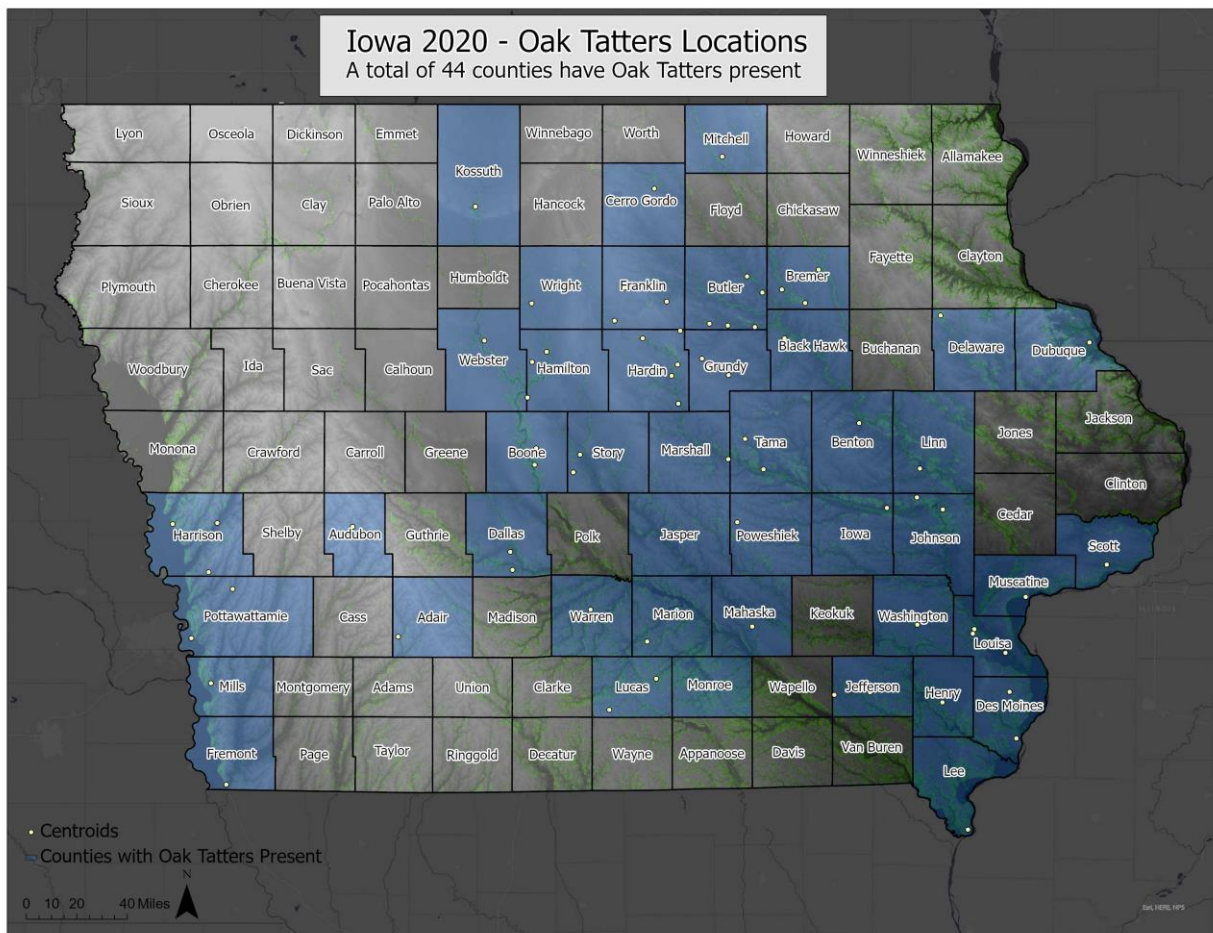 Iowa 2020 - Oak Tatters Locations
A total of 44 counties have Oak Tatters present
Lyon
Osceola
Dickinson
Emmet
Kossuth
Winnebago
Worth
Mitchell
Howard
Winneshiek
Allamakee
Sioux
Obrien
Clay
Palo Alto
Hancock
Cerro Gordo
Floyd
Chickasaw
Fayette
Clayton
Plymouth
Cherokee
Buena Vista
Pocahontas
Humboldt
Wright
Franklin
Butler
Bremer
Woodbury
Ida
Sac
Calhoun
Webster
Hamilton
Hardin
Grundy
Black Hawk
Buchanan
Delaware
Dubuque
Monona
Crawford
Carroll
Greene
Boone
Story
Marshall
Tama
Benton
Linn
Jones
Jackson
Clinton
Harrison
Shelby
Audubon
Guthrie
Dallas
Polk
Jasper
Poweshiek
Iowa
Johnson
Cedar
Scott
Muscatine
Pottawattamie
Cass
Adair
Madison
Warren
Marion
Mahaska
Keokuk
Washington
Louisa
Mills
Montgomery
Adams
Union
Clarke
Lucas
Monroe
Wapello
Jefferson
Henry
Des Moines
Fremont
Page
Taylor
Ringgold
Decatur
Wayne
Appanoose
Davis
Van Buren
Lee
ILLINOIS
Centroids
Counties with Oak Tatters Present
N
0 10 20 40 Miles
Esri, HERE, NPS